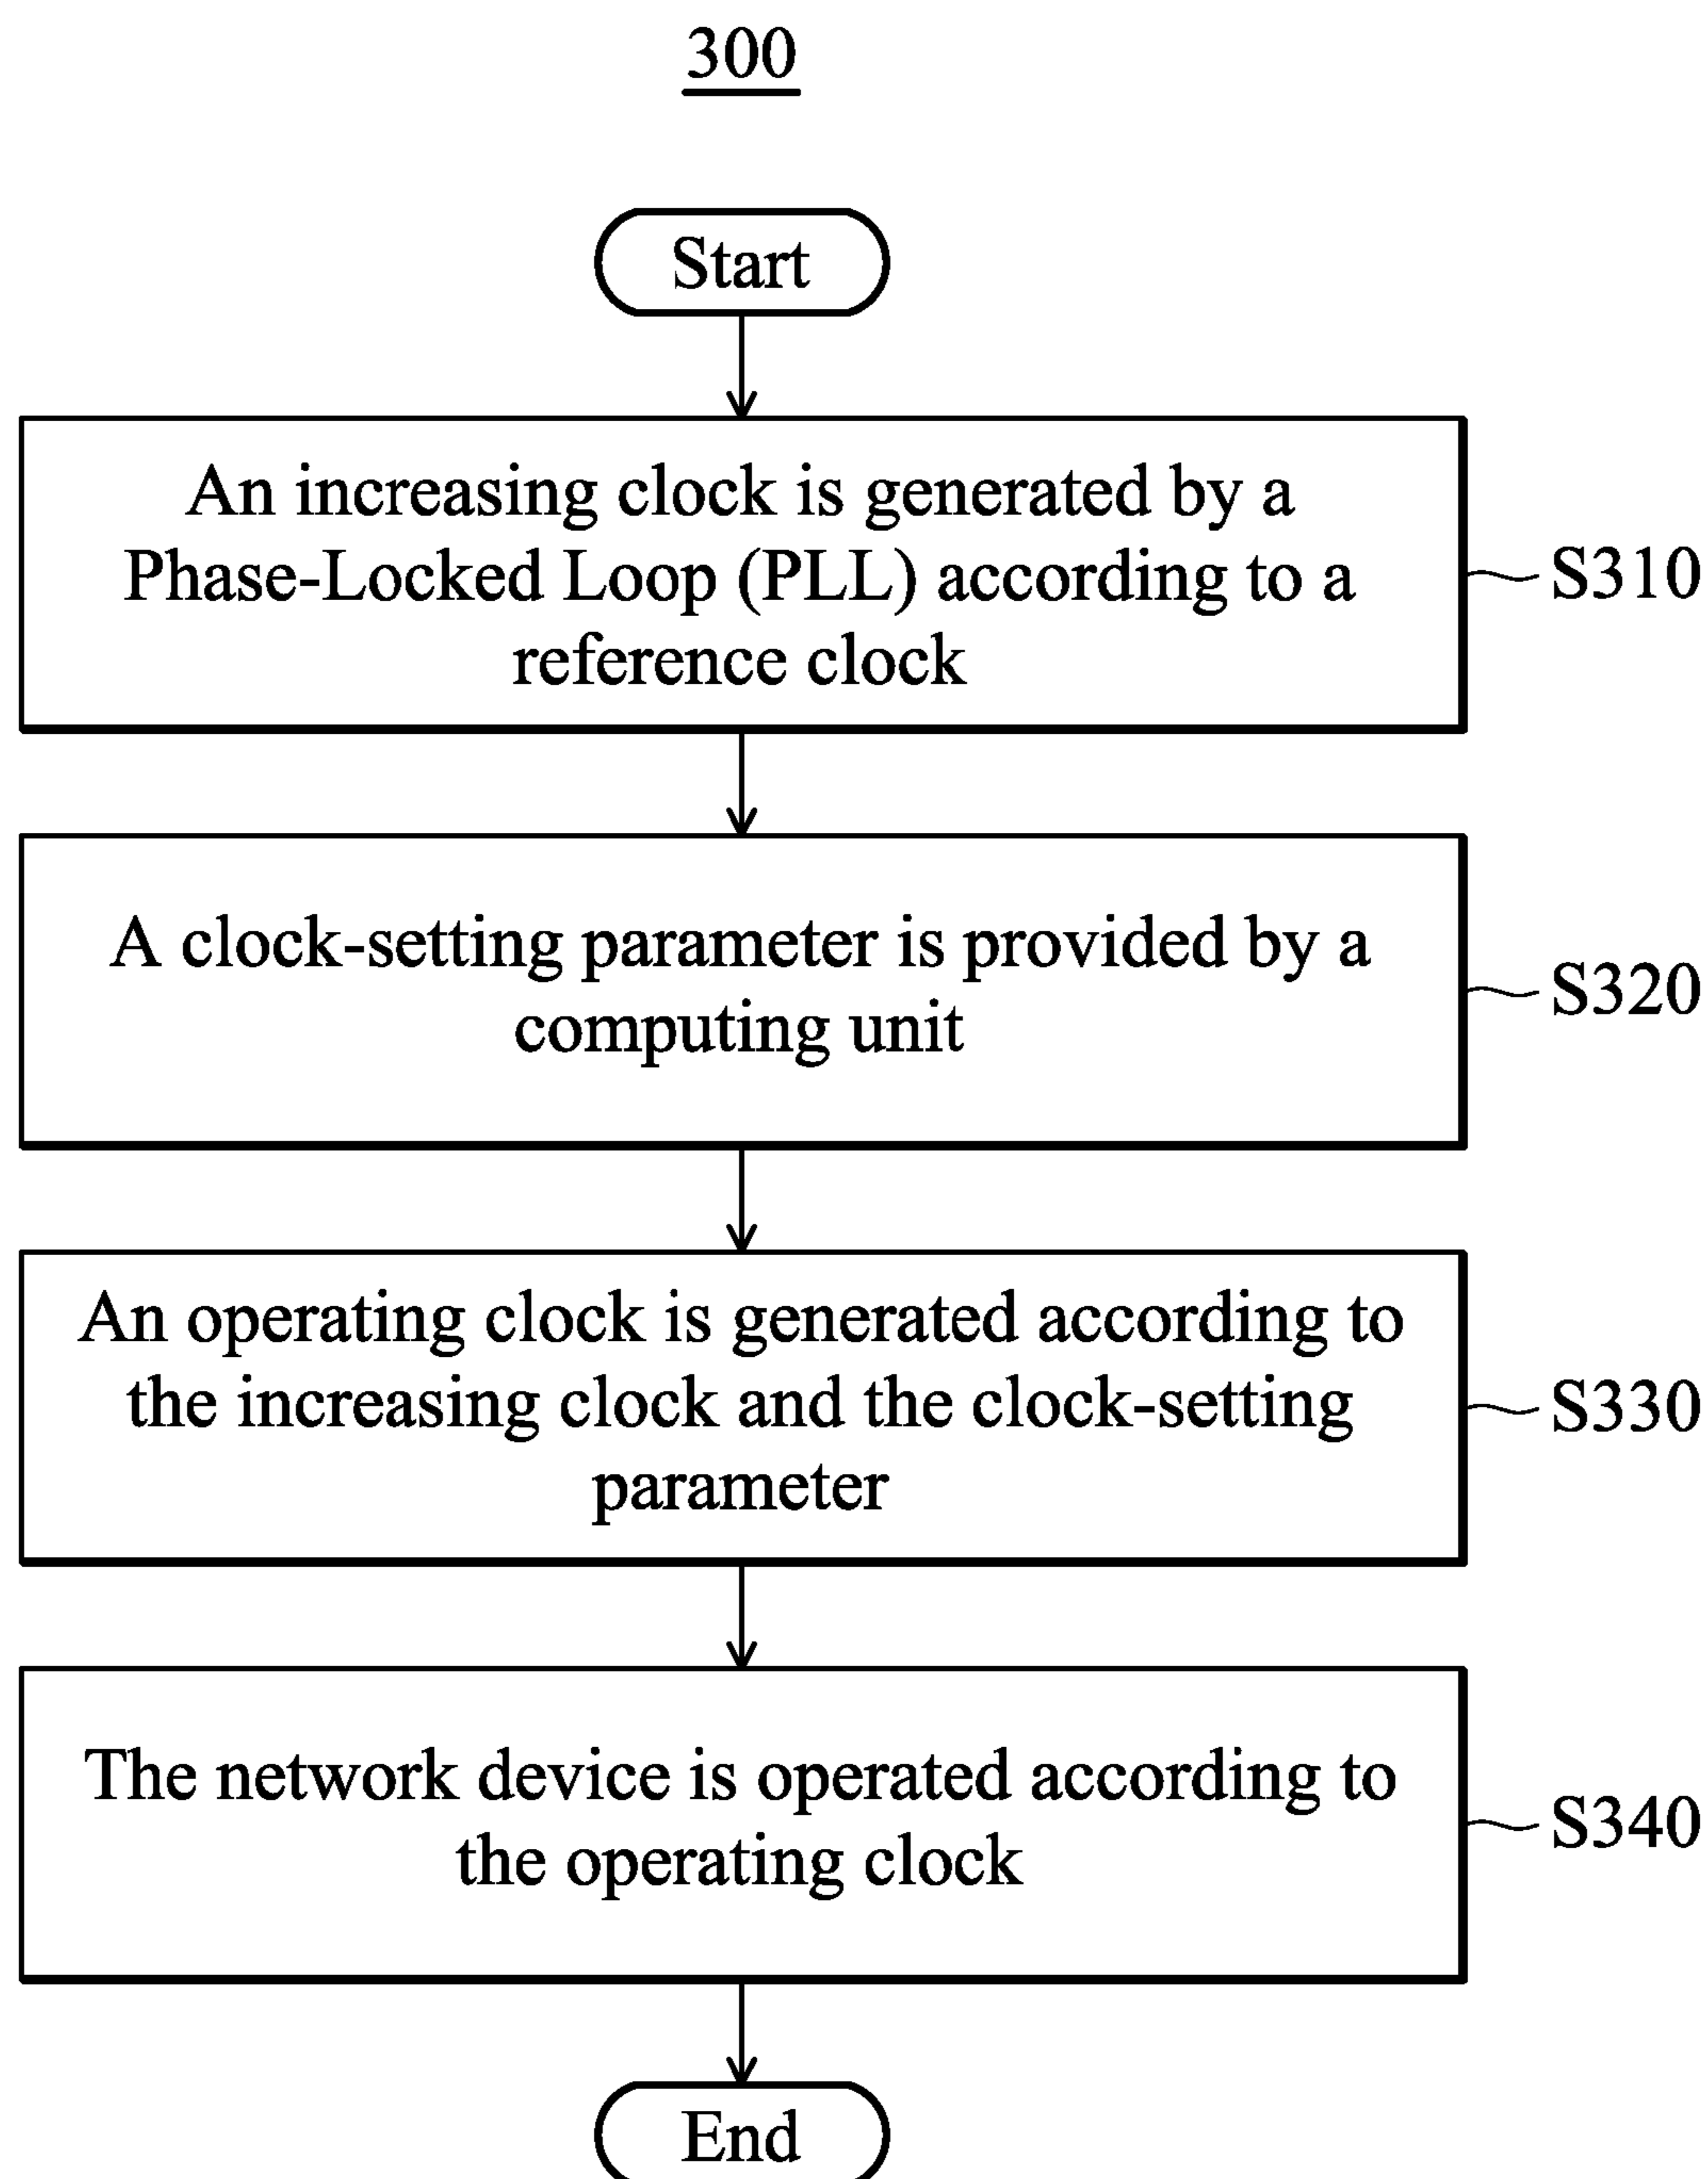 300
Start
An increasing clock is generated by a
Phase-Locked Loop (PLL) according to a
reference clock
S310
A clock-setting parameter is provided by a
computing unit
S320
An operating clock is generated according to
the increasing clock and the clock-setting
parameter
S330
The network device is operated according to
the operating clock
S340
End